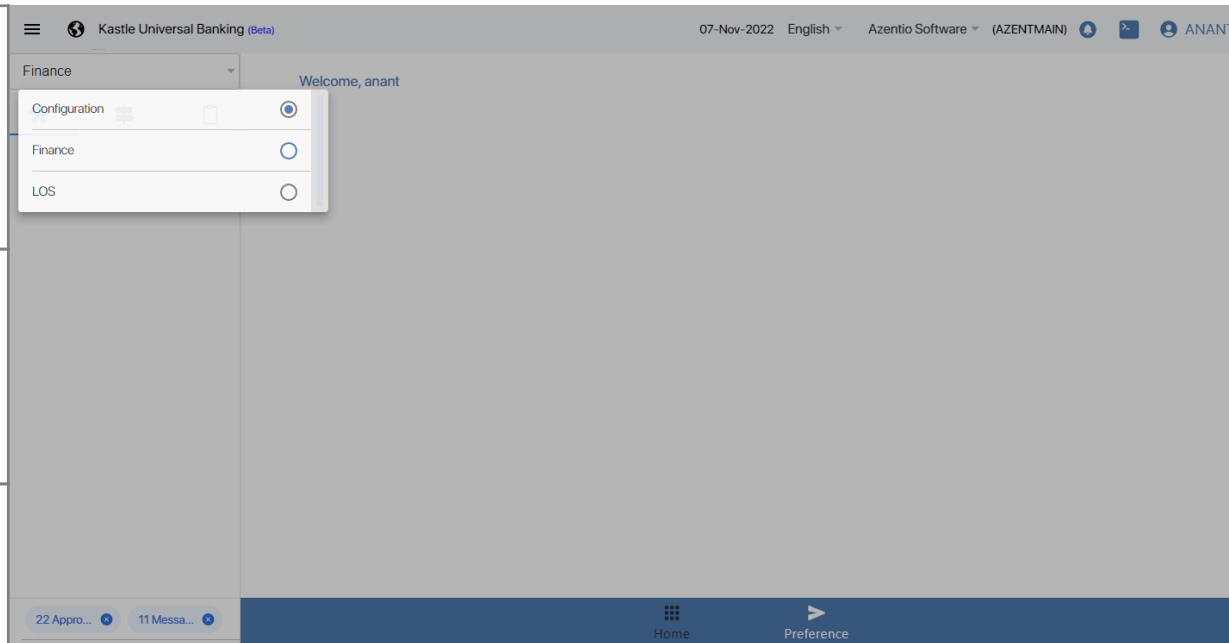 Kastle Universal Banking (Beta)
07-Nov-2022 English Azentio Software (AZENTMAIN) ANANT
Finance
Welcome, anant
Configuration
Finance
LOS
22 Appro... 11 Messa...
Home Preference